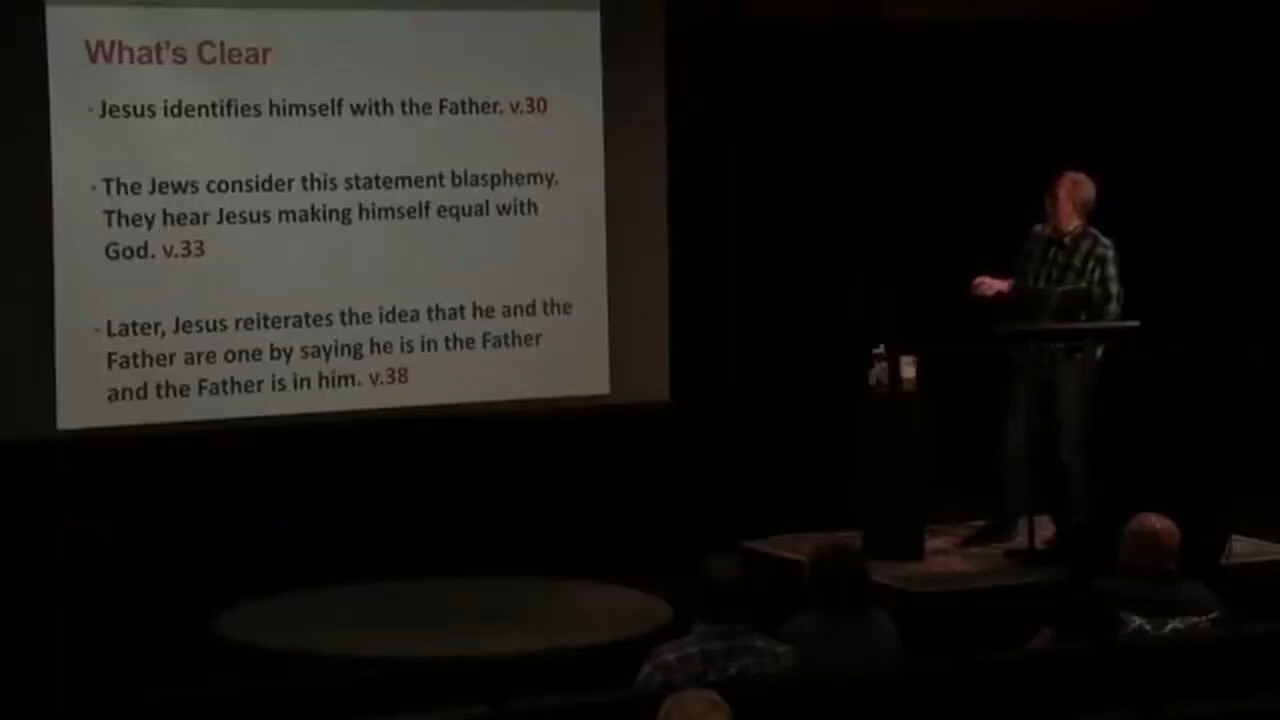 What's Clear
· Jesus identifies himself with the Father. v.30
· The Jews consider this statement blasphemy.
They hear Jesus making himself equal with
God. v.33
· Later, Jesus reiterates the idea that he and the
Father are one by saying he is in the Father
and the Father is in him. v.38